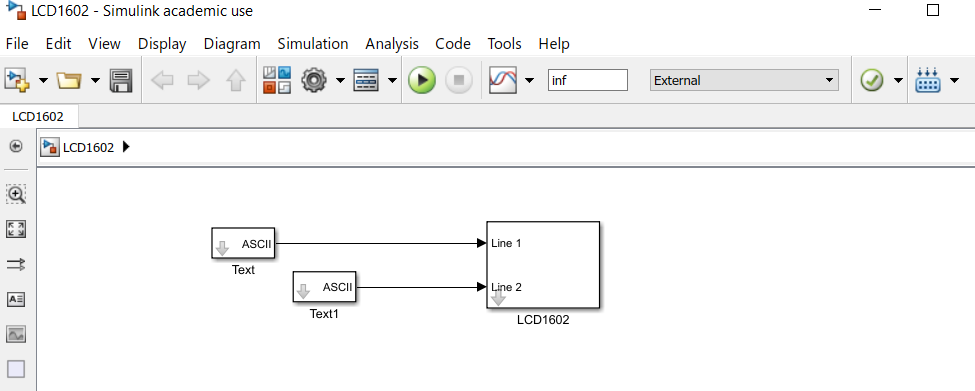 LCD1602 - Simulink academic use
File Edit View Display Diagram Simulation Analysis Code Tools Help
inf External
LCD1602
LCD1602
ASCII Line 1
Text
ASCII Line 2
Text1
LCD1602